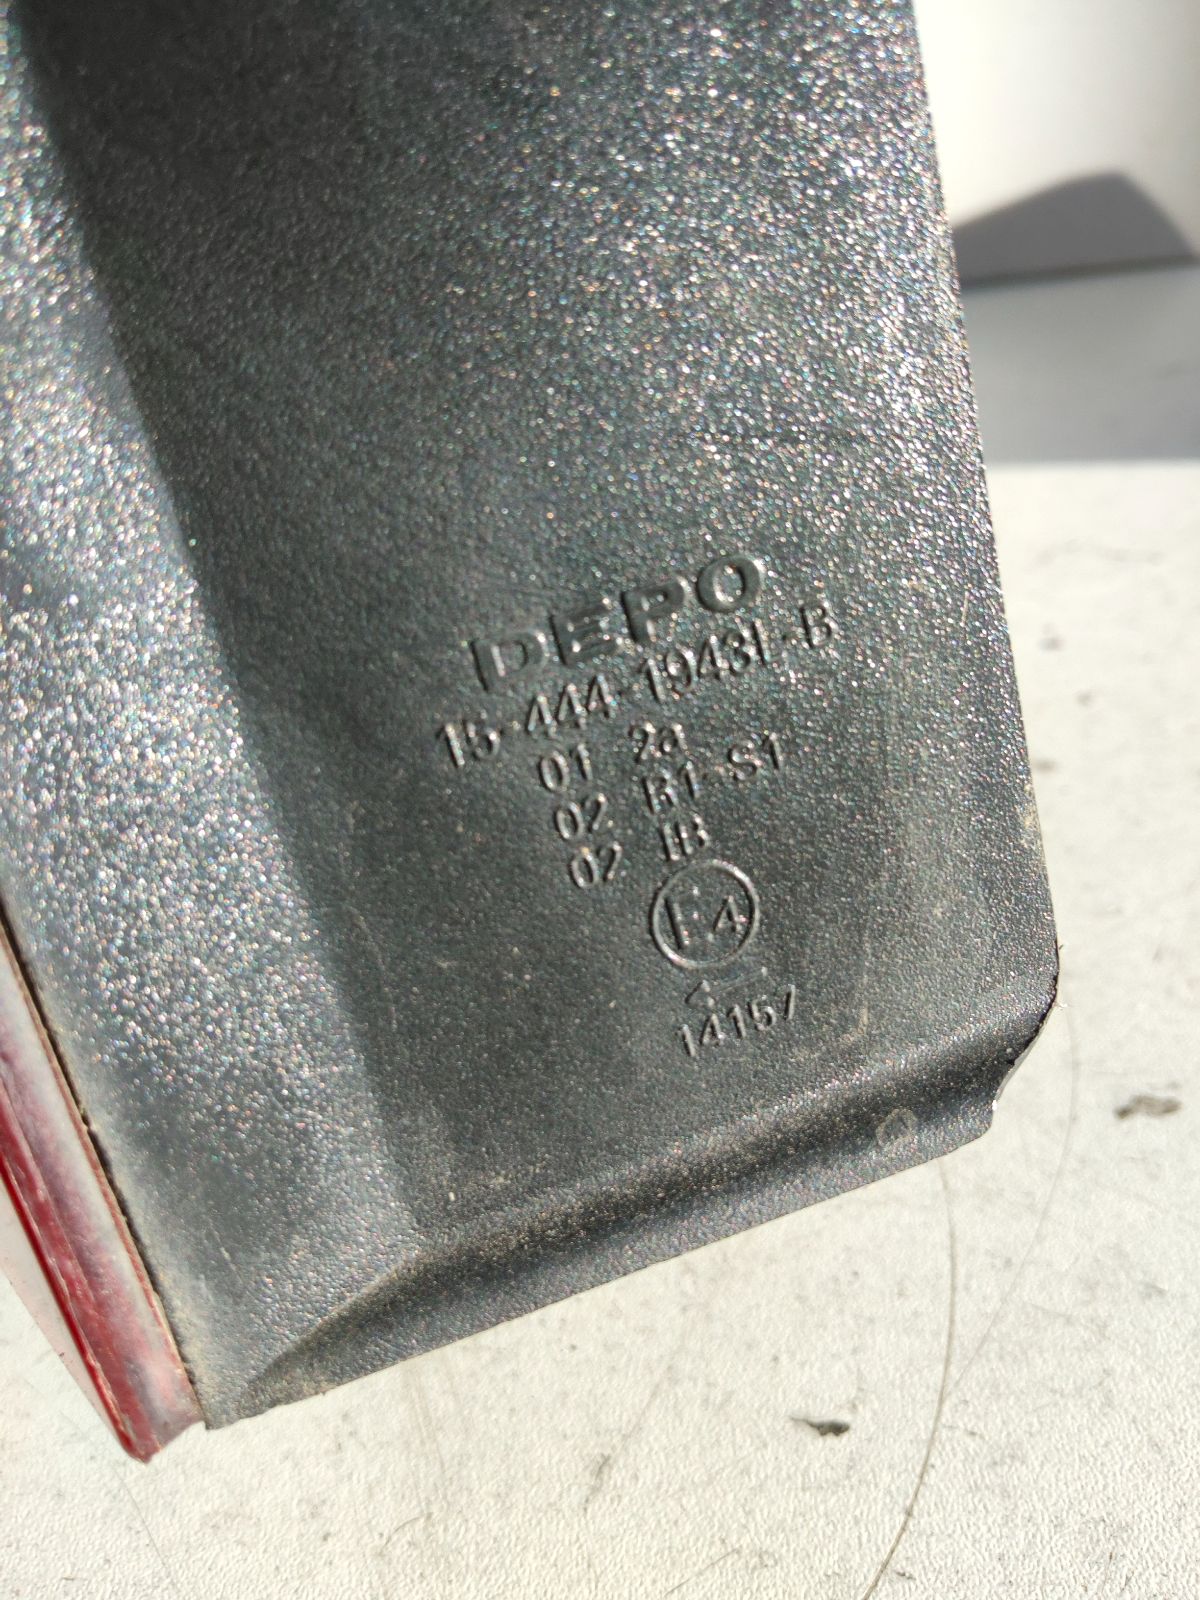 DEPO
15-444-1943L-B
01 2a
02 R1-S1
02 IB
E4
←
14157